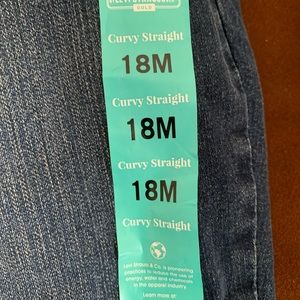 GOLD
Curvy Straight
18M
Curvy Straight
18M
Curvy Straight
18M
Curvy Straight
Levi Strauss & Co. is pioneering
practices to reduce the use of
energy, water and chemicals
in the apparel industry.
Learn more at